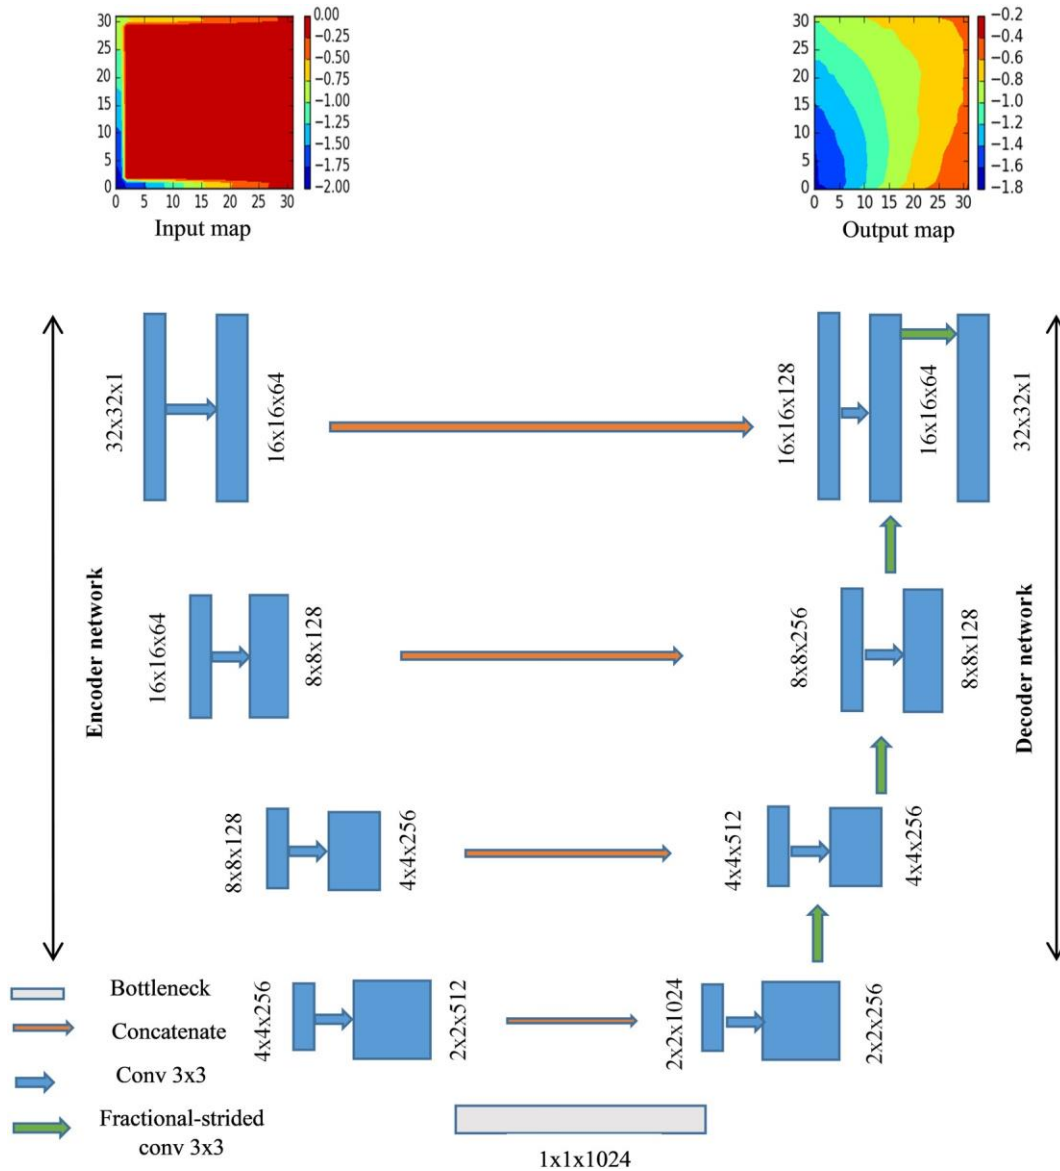 30
25
20
15
10
5
0
0 5 10 15 20 25 30
0.00
−0.25
−0.50
−0.75
−1.00
−1.25
−1.50
−1.75
−2.00
Input map
30
25
20
15
10
5
0
0 5 10 15 20 25 30
−0.2
−0.4
−0.6
−0.8
−1.0
−1.2
−1.4
−1.6
−1.8
Output map
Encoder network
32x32x1
16x16x64
16x16x128
16x16x64
32x32x1
16x16x64
8x8x128
8x8x256
8x8x128
Decoder network
8x8x128
4x4x256
4x4x512
4x4x256
4x4x256
2x2x512
2x2x1024
2x2x256
Bottleneck
Concatenate
Conv 3x3
Fractional-strided
conv 3x3
1x1x1024